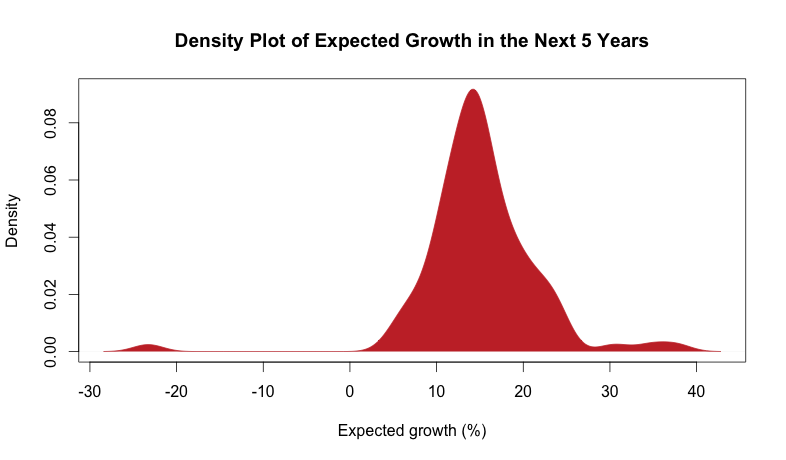 Density Plot of Expected Growth in the Next 5 Years
Density
0.08
0.06
0.04
0.02
0.00
-30 -20 -10 0 10 20 30 40
Expected growth (%)